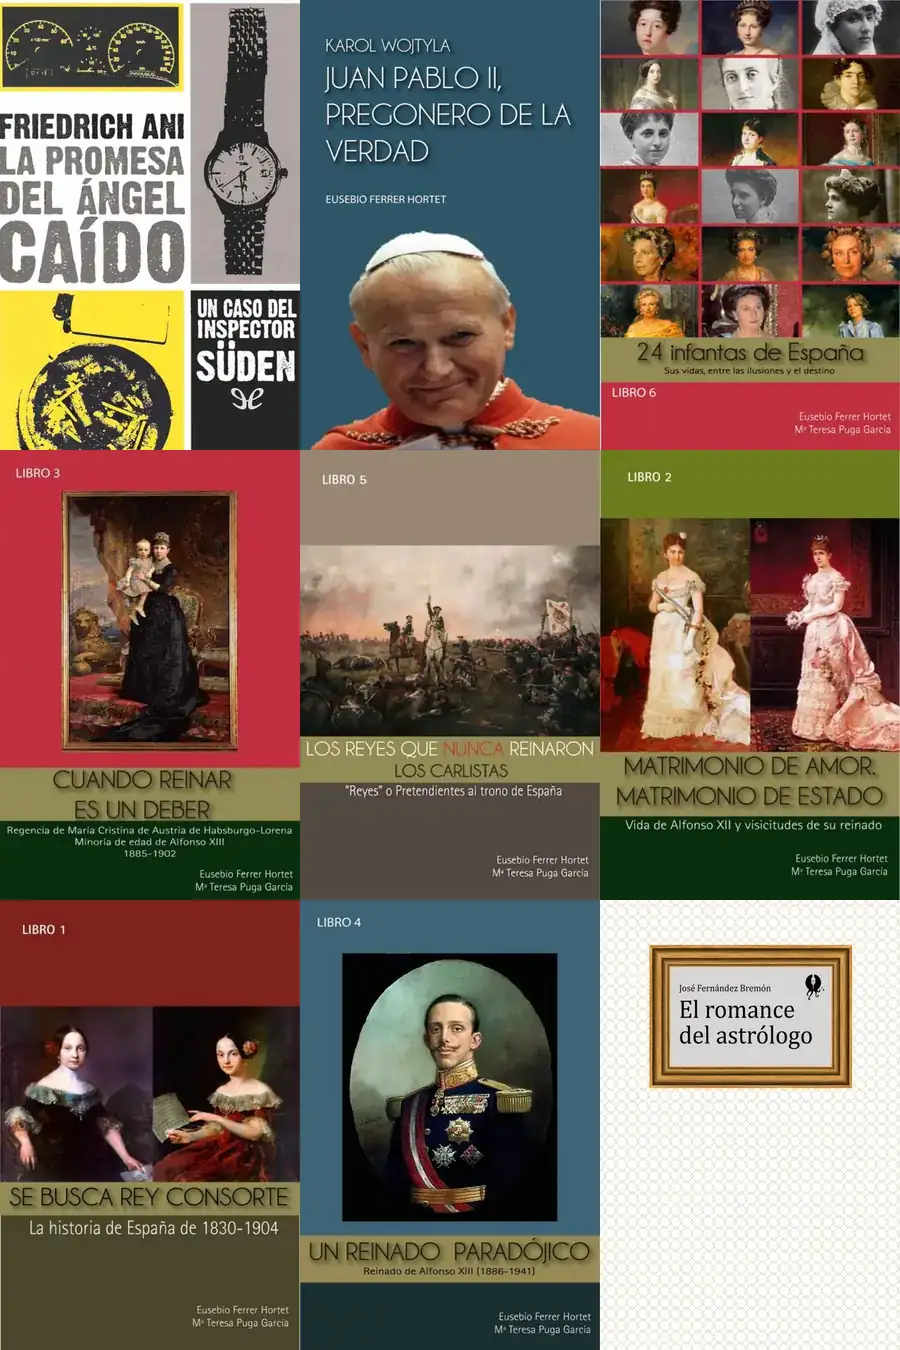 FRIEDRICH ANI
LA PROMESA
DEL ÁNGEL
CAÍDO
UN CASO DEL
INSPECTOR
SÜDEN
KAROL WOJTYLA
JUAN PABLO II,
PREGONERO DE LA
VERDAD
EUSEBIO FERRER HORTET
24 infantas de España
Sus vidas, entre las ilusiones y el destino
LIBRO 6
Eusebio Ferrer Hortet
Mª Teresa Puga García
LIBRO 3
CUANDO REINAR
ES UN DEBER
Regencia de María Cristina de Austria de Habsburgo-Lorena
Minoría de edad de Alfonso XIII
1885-1902
Eusebio Ferrer Hortet
Mª Teresa Puga García
LIBRO 5
LOS REYES QUE NUNCA REINARON
LOS CARLISTAS
"Reyes" o Pretendientes al trono de España
Eusebio Ferrer Hortet
Mª Teresa Puga García
LIBRO 2
MATRIMONIO DE AMOR.
MATRIMONIO DE ESTADO
Vida de Alfonso XII y visicitudes de su reinado
Eusebio Ferrer Hortet
Mª Teresa Puga García
LIBRO 1
SE BUSCA REY CONSORTE
La historia de España de 1830-1904
Eusebio Ferrer Hortet
Mª Teresa Puga García
LIBRO 4
UN REINADO PARADÓJICO
Reinado de Alfonso XIII (1886-1941)
Eusebio Ferrer Hortet
Mª Teresa Puga García
José Fernández Bremón
El romance
del astrólogo